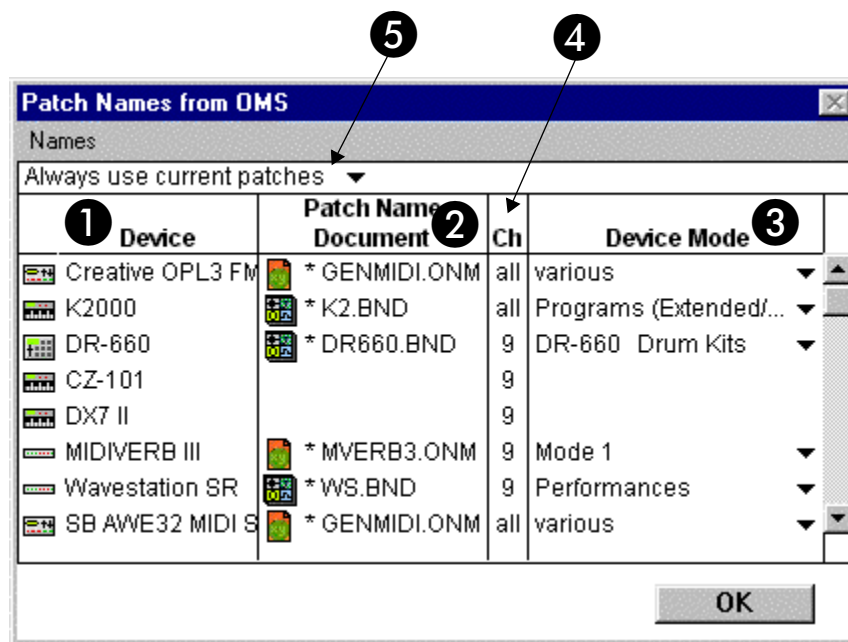 5 4
Patch Names from OMS
Names
Always use current patches
1 Device Patch Name Document 2 Ch Device Mode 3
Creative OPL3 FM * GENMIDI.ONM all various
K2000 * K2.BND all Programs (Extended/...
DR-660 * DR660.BND 9 DR-660 Drum Kits
CZ-101 9
DX7 II 9
MIDIVERB III * MVERB3.ONM 9 Mode 1
Wavestation SR * WS.BND 9 Performances
SB AWE32 MIDI S * GENMIDI.ONM all various
OK